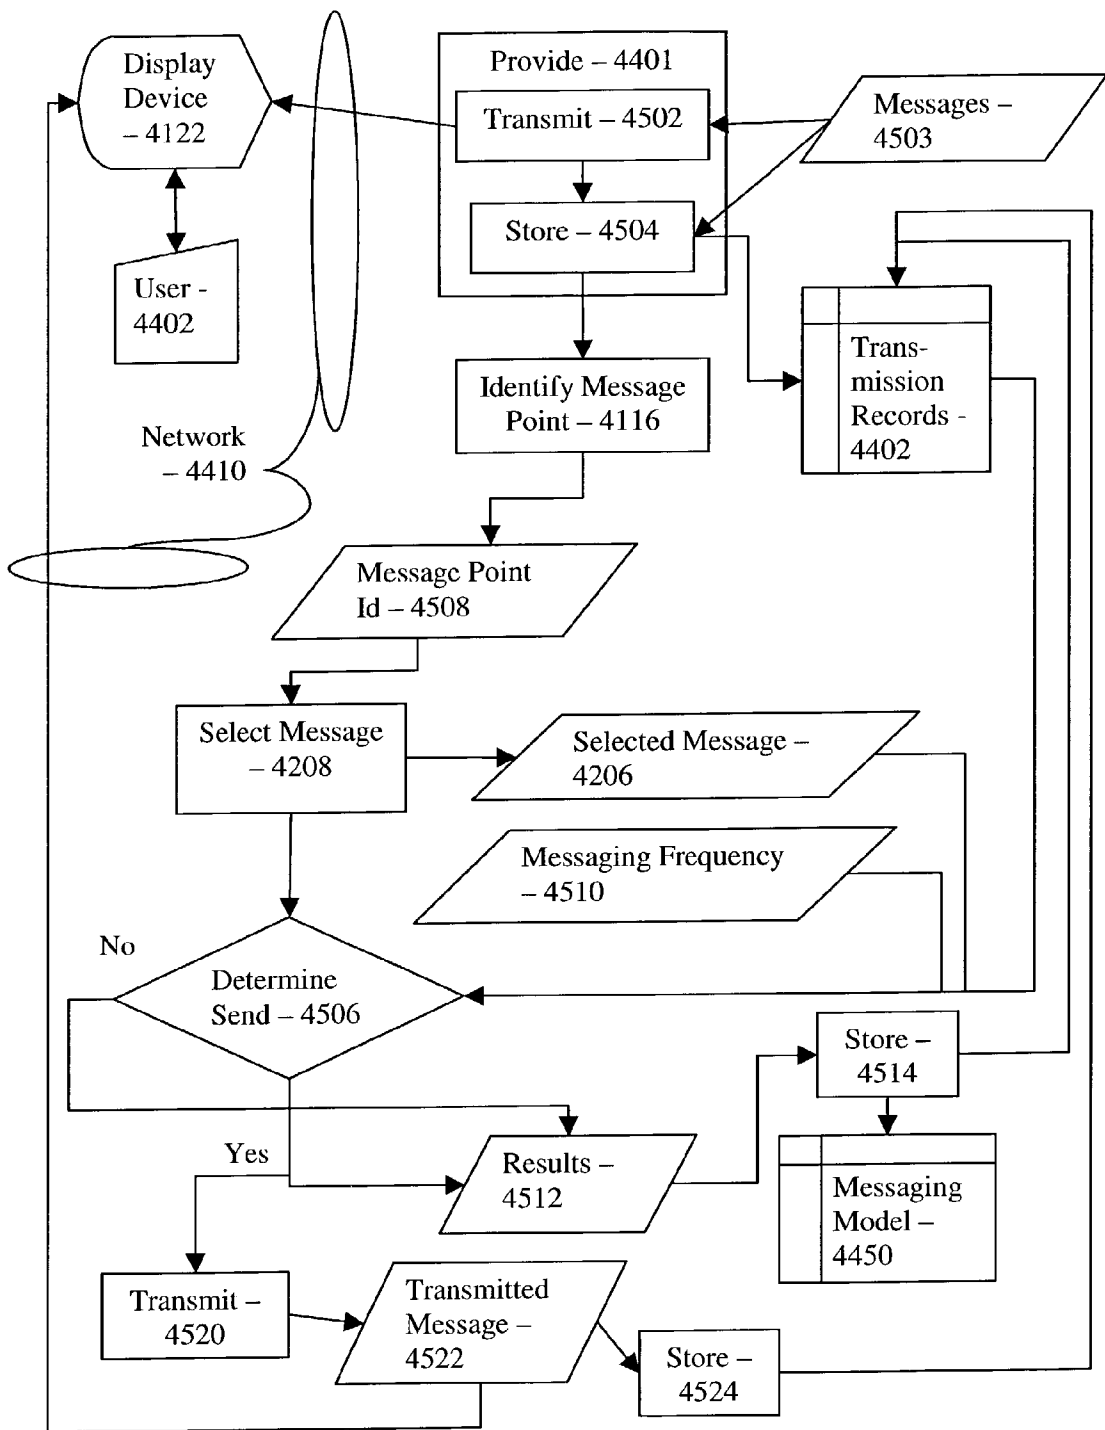 Display
Device
– 4122
Provide – 4401
Transmit – 4502
Messages –
4503
Store – 4504
User -
4402
Trans-
mission
Records -
4402
Identify Message
Point – 4116
Network
– 4410
Message Point
Id – 4508
Select Message
– 4208
Selected Message –
4206
Messaging Frequency
– 4510
No
Determine
Send – 4506
Store –
4514
Yes
Results –
4512
Messaging
Model –
4450
Transmit –
4520
Transmitted
Message –
4522
Store –
4524